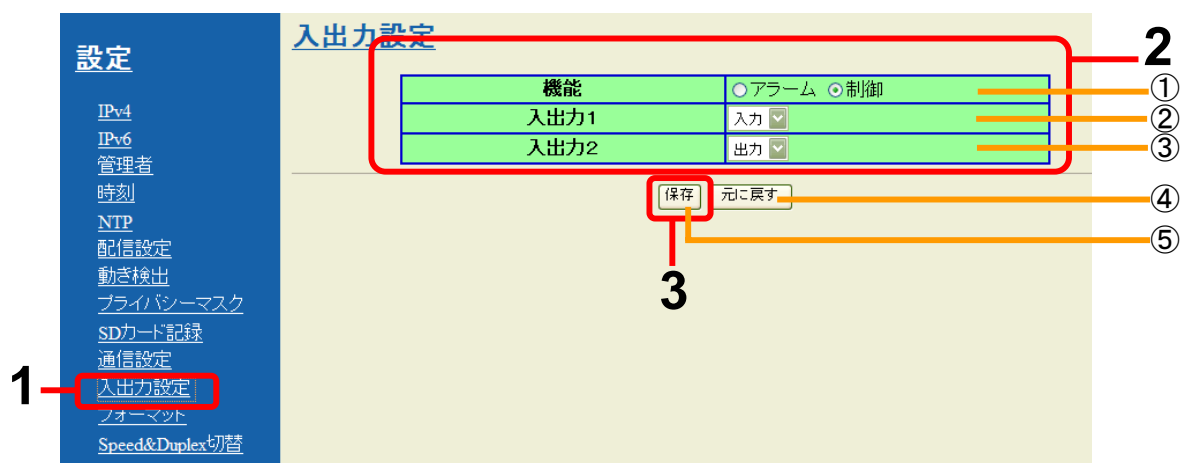 設定
IPv4
IPv6
管理者
時刻
NTP
配信設定
動き検出
プライバシーマスク
SDカード記録
通信設定
1
入出力設定
フォーマット
Speed&Duplex切替
入出力設定
2
機能 アラーム 制御 ①
入出力1 入力 ②
入出力2 出力 ③
保存 元に戻す ④
⑤
3